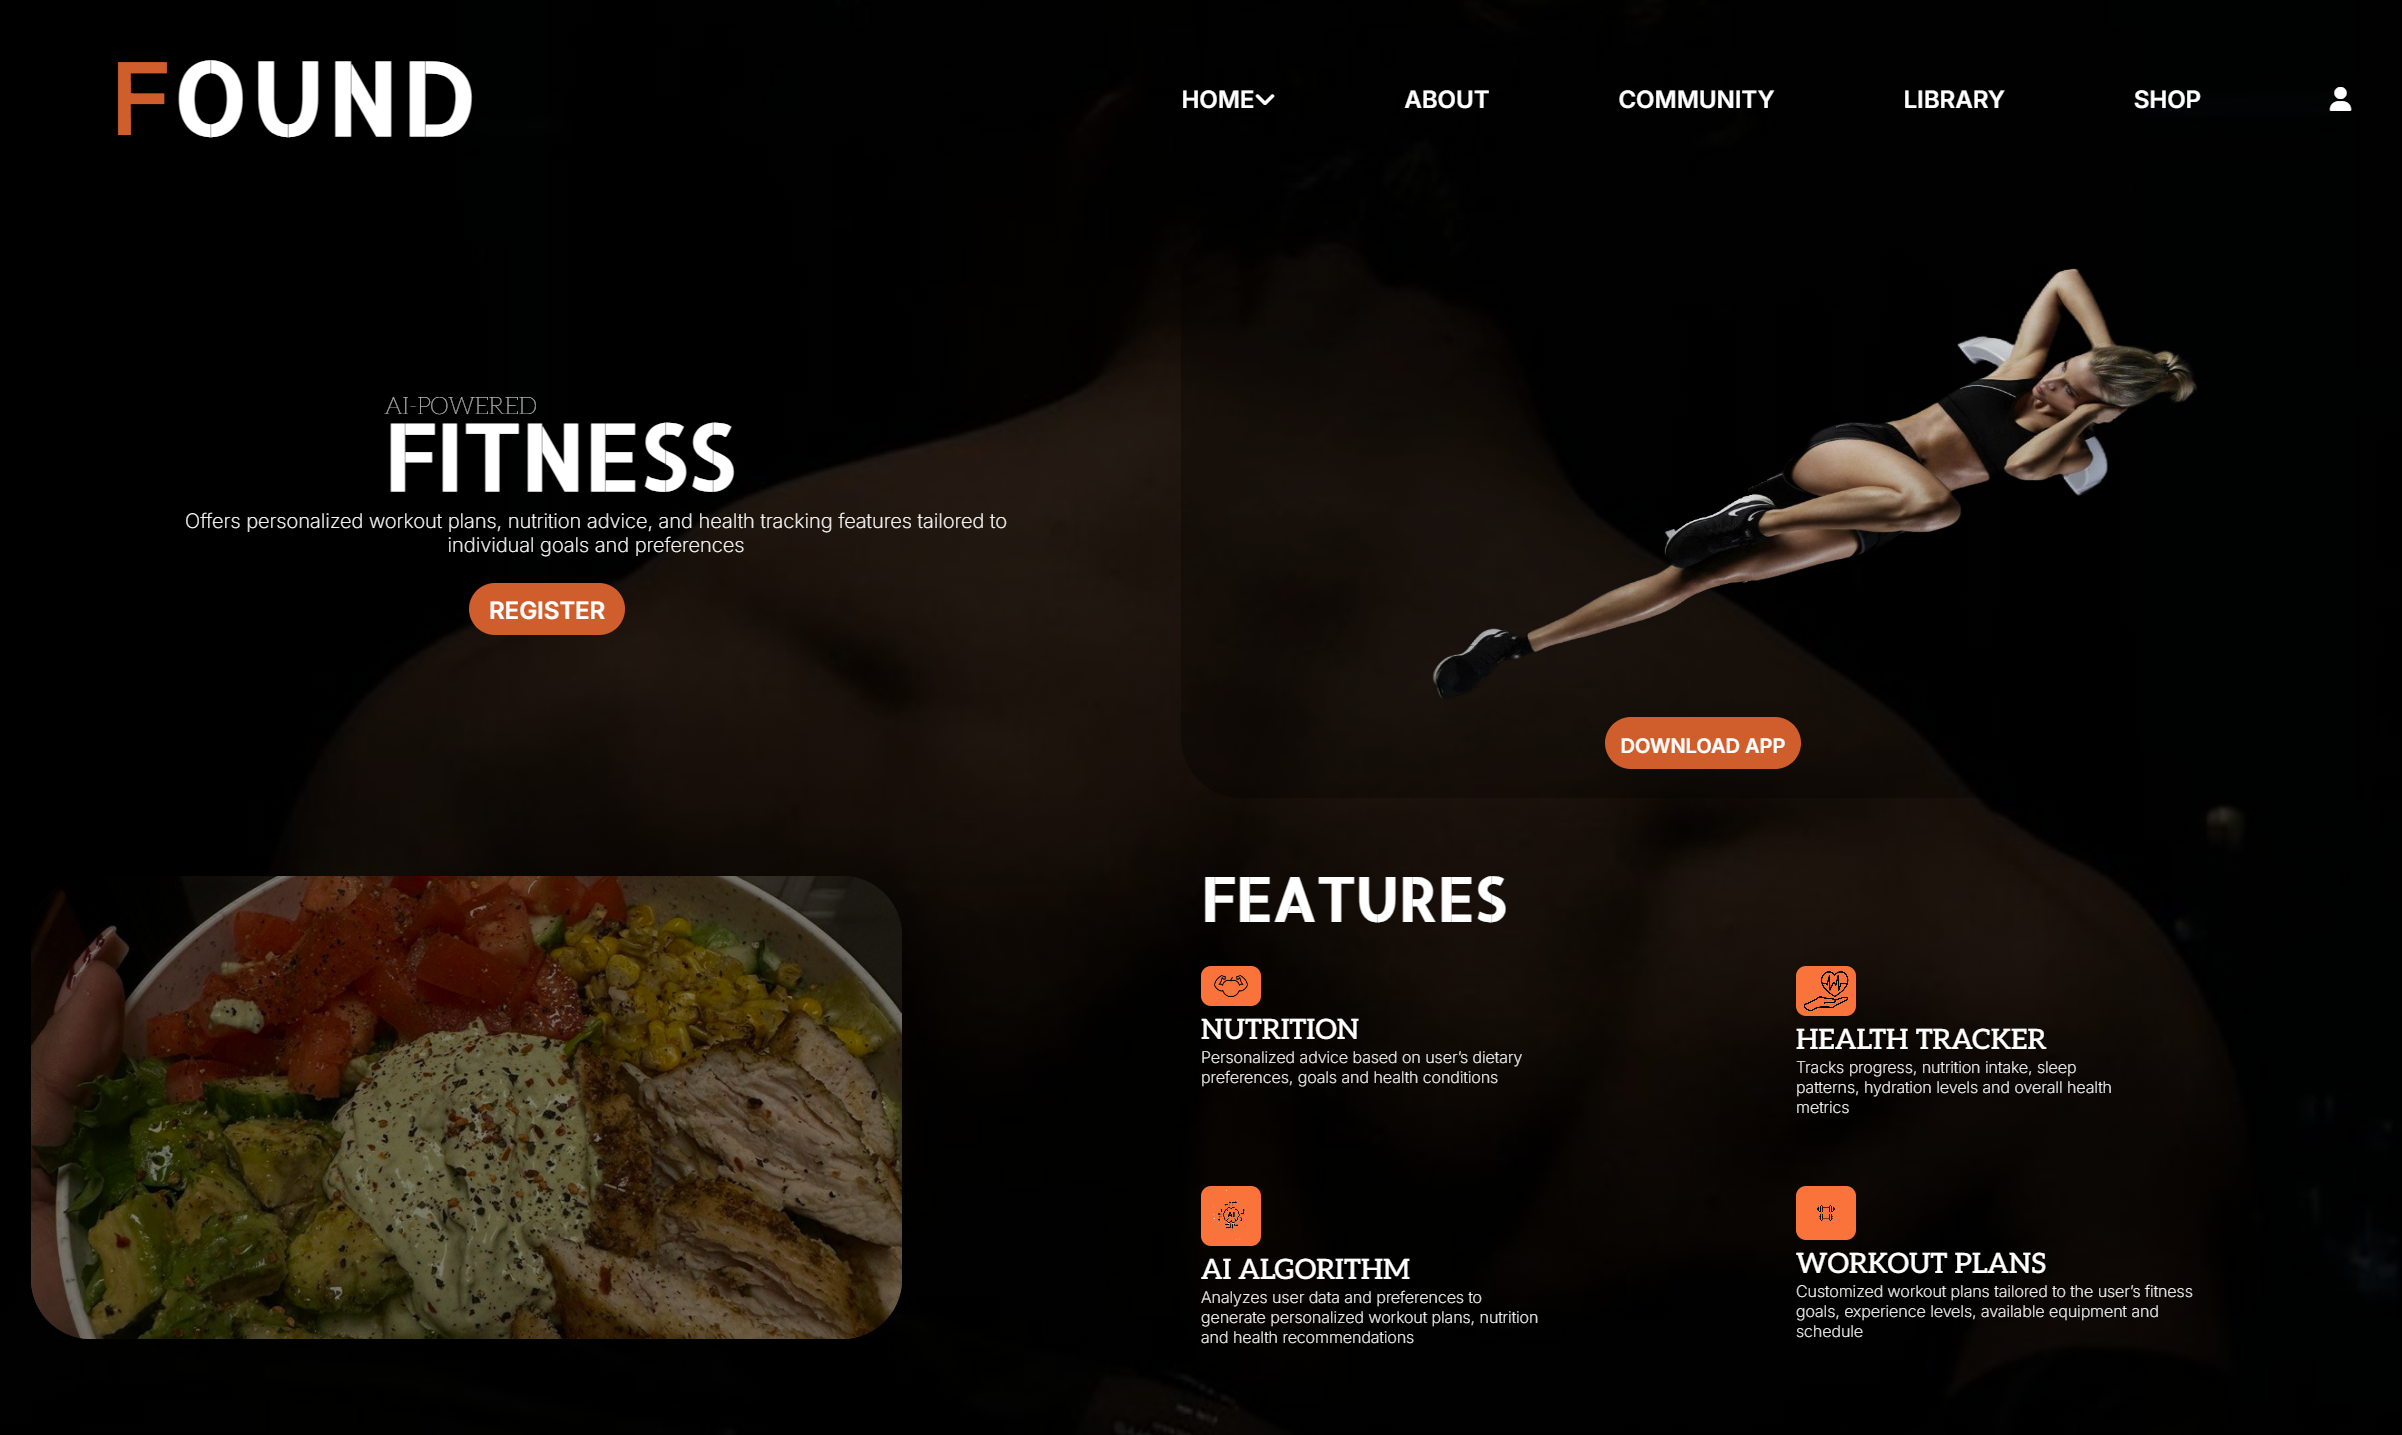 FOUND
HOME
ABOUT
COMMUNITY
LIBRARY
SHOP
AI-POWERED
FITNESS
Offers personalized workout plans, nutrition advice, and health tracking features tailored to
individual goals and preferences
REGISTER
DOWNLOAD APP
FEATURES
NUTRITION
Personalized advice based on user’s dietary
preferences, goals and health conditions
HEALTH TRACKER
Tracks progress, nutrition intake, sleep
patterns, hydration levels and overall health
metrics
AI
AI ALGORITHM
Analyzes user data and preferences to
generate personalized workout plans, nutrition
and health recommendations
WORKOUT PLANS
Customized workout plans tailored to the user’s fitness
goals, experience levels, available equipment and
schedule